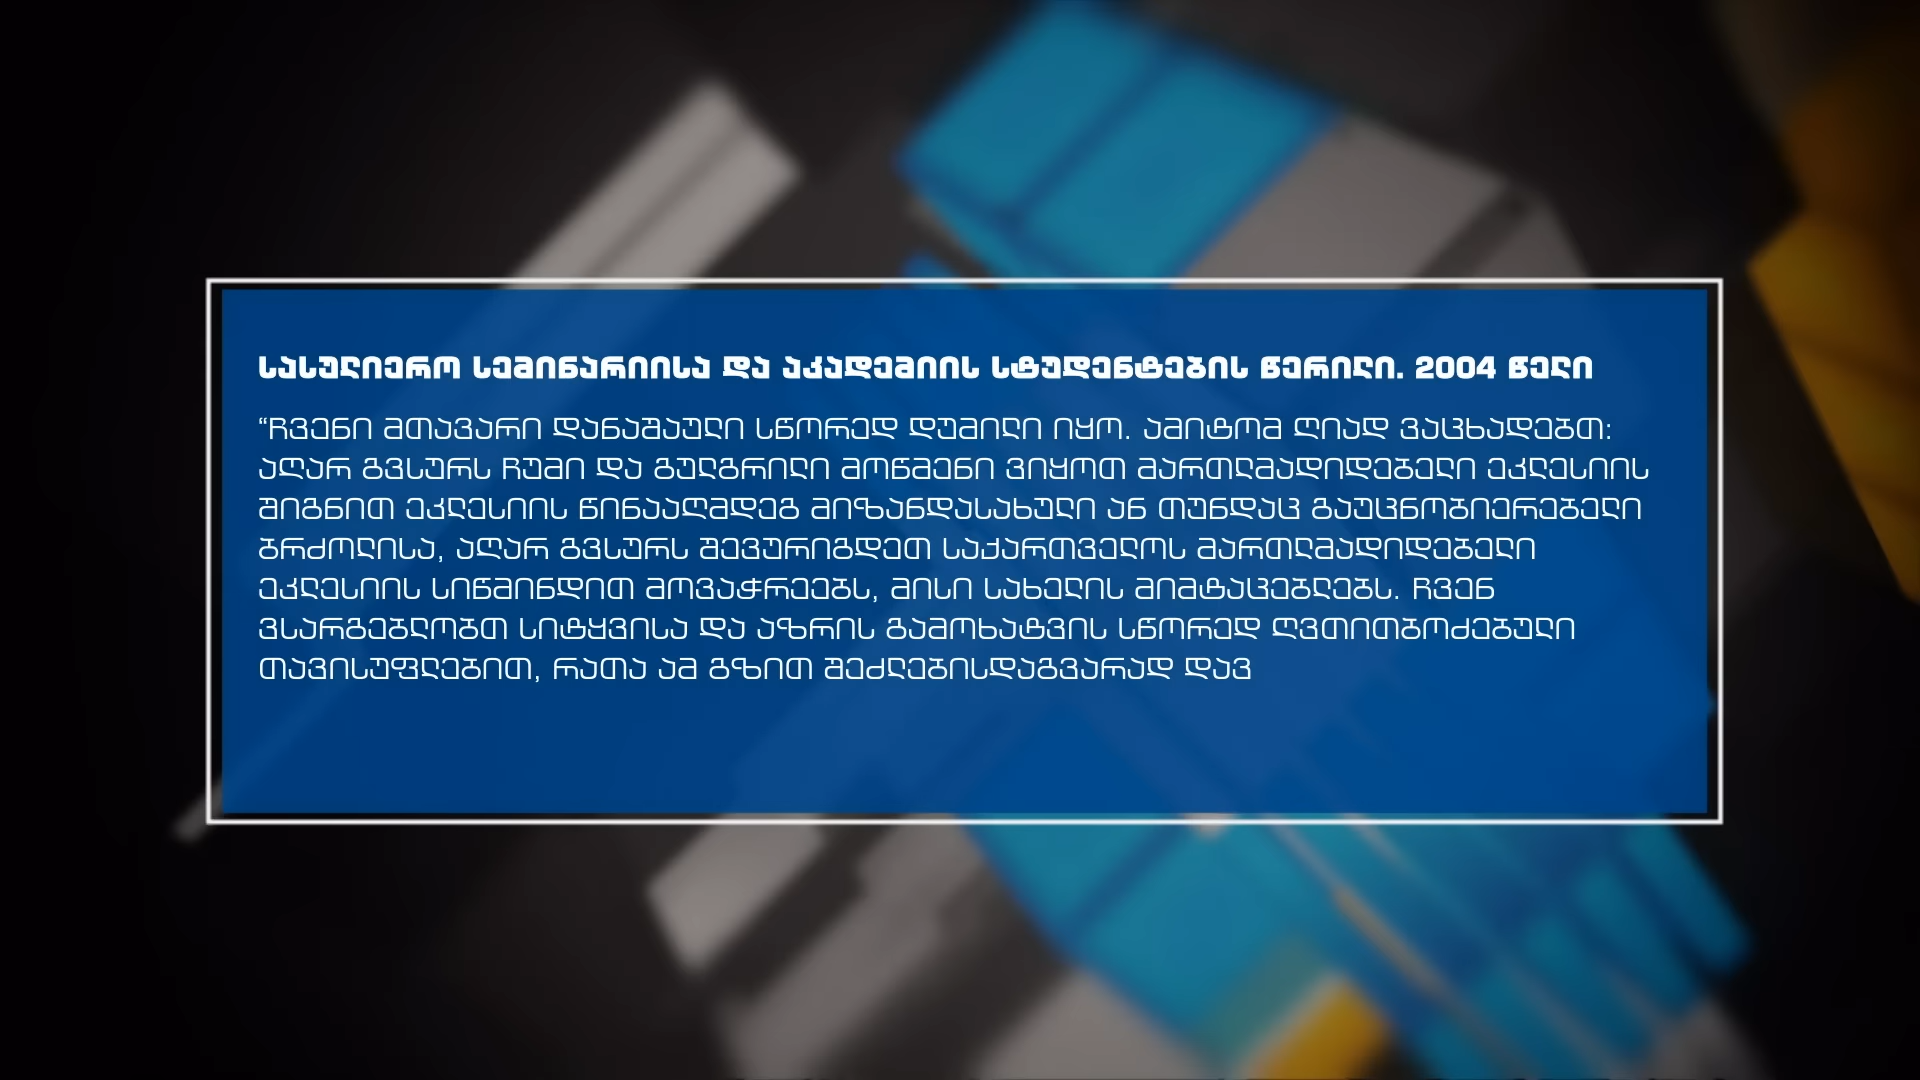 სასულიერო სემინარიისა და აკადემიის სტუდენტების წერილი. 2004 წელი
“ჩვენი მთავარი დანაშაული სწორედ დუმილი იყო. ამიტომ ღიად ვაცხადებთ:
აღარ გვსურს ჩუმი და გულგრილი მოწმენი ვიყოთ მართლმადიდებელი ეკლესიის
შიგნით ეკლესიის წინააღმდეგ მიზანდასახული ან თუნდაც გაუცნობიერებელი
ბრძოლისა, აღარ გვსურს შევურიგდეთ საქართველოს მართლმადიდებელი
ეკლესიის სიწმინდით მოვაჭრეებს, მისი სახელის მიმტაცებლებს. ჩვენ
ვსარგებლობთ სიტყვისა და აზრის გამოხატვის სწორედ ღვთითბოძებული
თავისუფლებით, რათა ამ გზით შეძლებისდაგვარად დავ